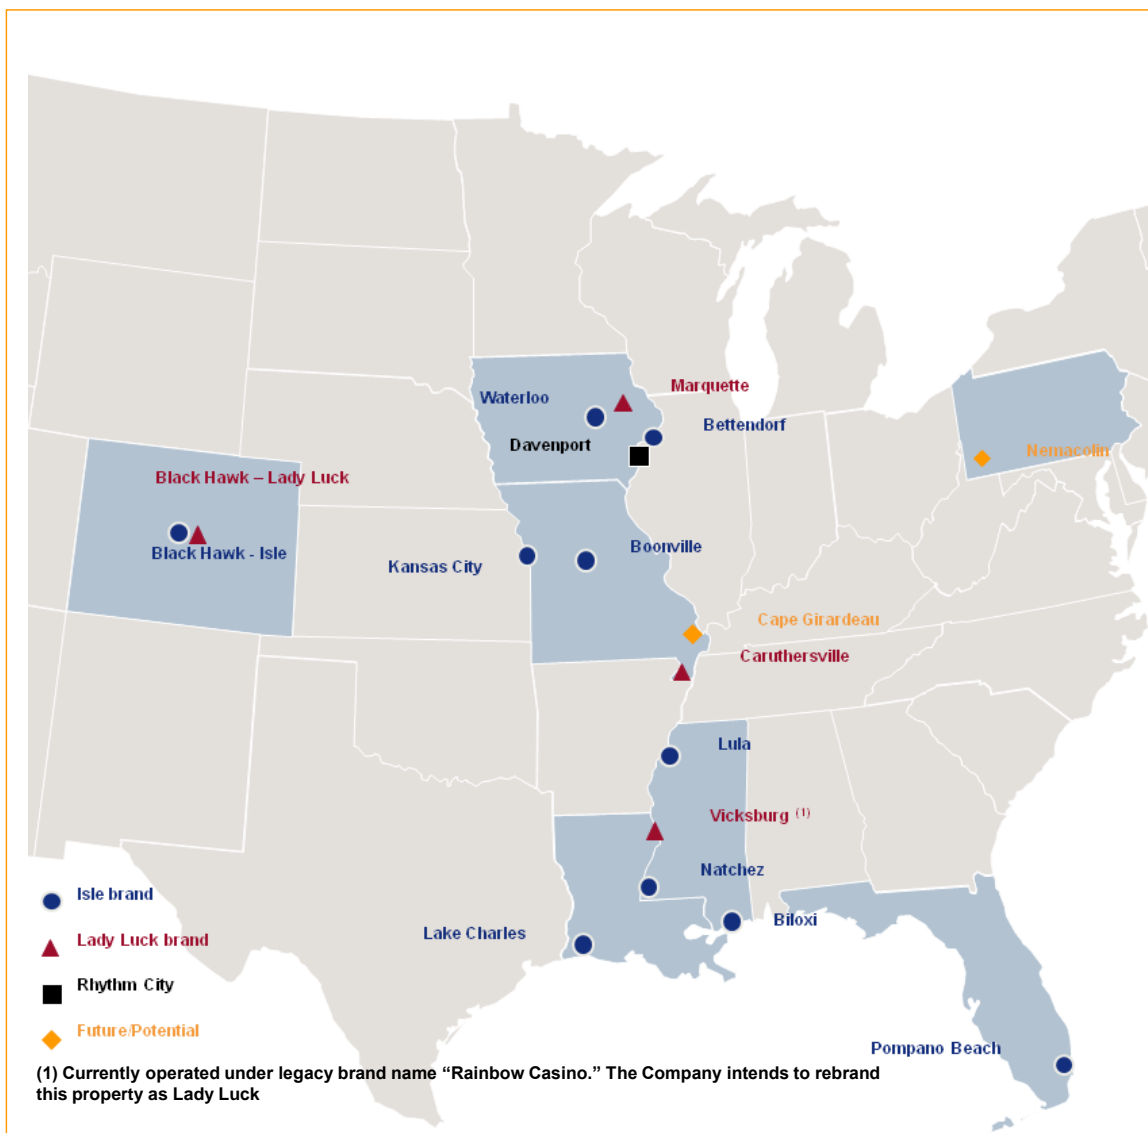 Marquette
Waterloo
Bettendorf
Davenport
Nemacolin
Black Hawk – Lady Luck
Black Hawk - Isle
Boonville
Kansas City
Cape Girardeau
Caruthersville
Lula
Vicksburg (1)
Natchez
Biloxi
Lake Charles
Pompano Beach
Isle brand
Lady Luck brand
Rhythm City
Future/Potential
(1) Currently operated under legacy brand name “Rainbow Casino.” The Company intends to rebrand
this property as Lady Luck